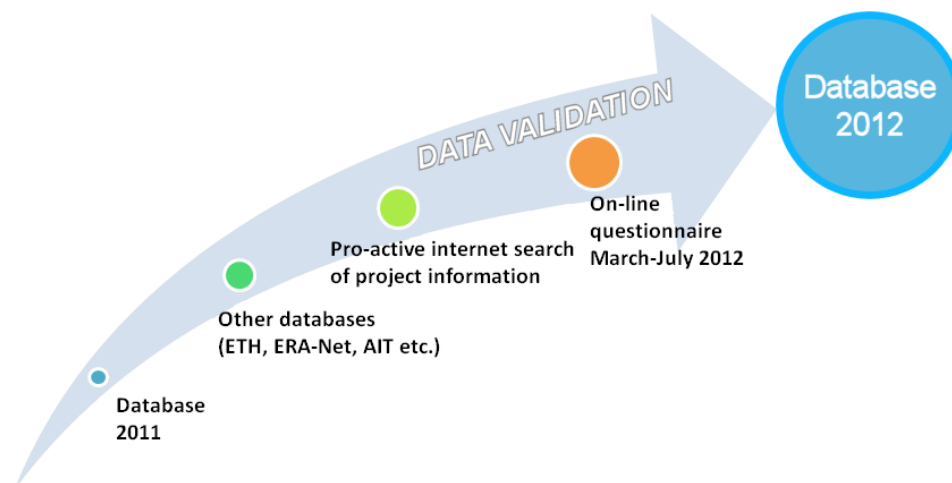 Database
2012
DATA VALIDATION
On-line
questionnaire
March-July 2012
Pro-active internet search
of project information
Other databases
(ETH, ERA-Net, AIT etc.)
Database
2011